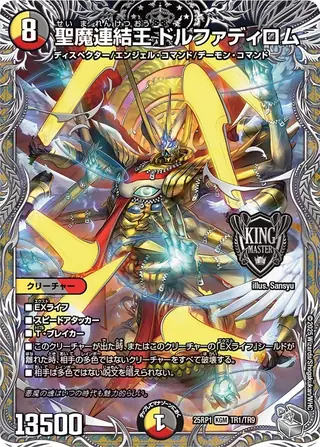 8
せい ま れんけつ おう
聖魔連結王 ドルファディロム
ディスペクター/エンジェル・コマンド/デーモン・コマンド
KING
MASTER
illus. Sansyu
クリーチャー
■EXライフ
■スピードアタッカー
■T・ブレイカー
■このクリーチャーが出た時、またはこのクリーチャーの「EXライフ」シールドが
離れた時、相手の多色ではないクリーチャーをすべて破壊する。
■相手は多色ではない呪文を唱えられない。
悪魔の魂はいつの時代も魅力的らしい。
13500
1
25RP1 KGM TR1/TR9